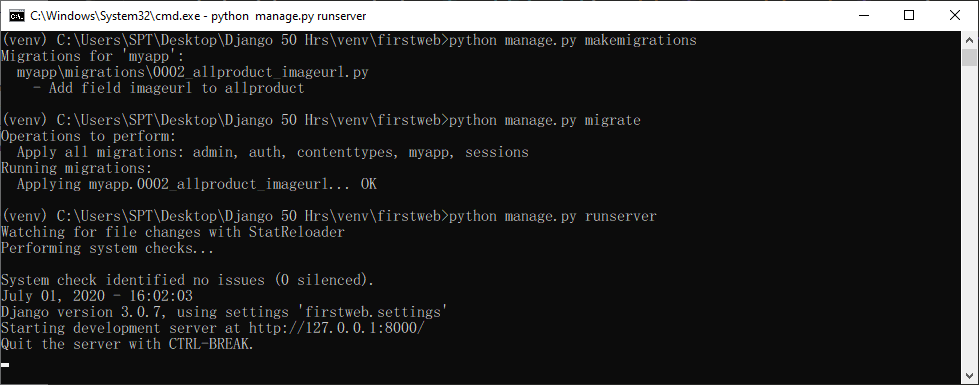 C:\Windows\System32\cmd.exe - python  manage.py runserver
(venv) C:\Users\SPT\Desktop\Django 50 Hrs\venv\firstweb>python manage.py makemigrations
Migrations for 'myapp':
  myapp\migrations\0002_allproduct_imageurl.py
    - Add field imageurl to allproduct

(venv) C:\Users\SPT\Desktop\Django 50 Hrs\venv\firstweb>python manage.py migrate
Operations to perform:
  Apply all migrations: admin, auth, contenttypes, myapp, sessions
Running migrations:
  Applying myapp.0002_allproduct_imageurl... OK

(venv) C:\Users\SPT\Desktop\Django 50 Hrs\venv\firstweb>python manage.py runserver
Watching for file changes with StatReloader
Performing system checks...

System check identified no issues (0 silenced).
July 01, 2020 - 16:02:03
Django version 3.0.7, using settings 'firstweb.settings'
Starting development server at http://127.0.0.1:8000/
Quit the server with CTRL-BREAK.